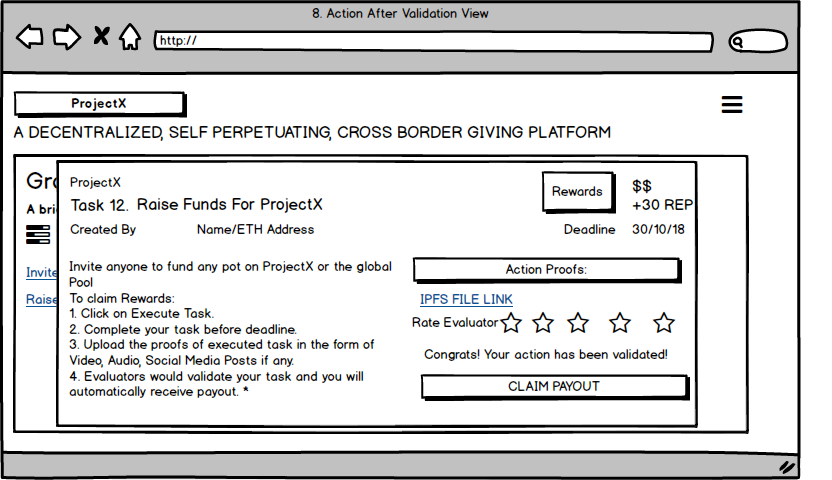 8. Action After Validation View
http://
ProjectX
A DECENTRALIZED, SELF PERPETUATING, CROSS BORDER GIVING PLATFORM
Gro
A bri
Invite
Raise
ProjectX
Task 12. Raise Funds For ProjectX
Created By Name/ETH Address
Rewards
$$
+30 REP
Deadline 30/10/18
Invite anyone to fund any pot on ProjectX or the global
Pool
To claim Rewards:
1. Click on Execute Task.
2. Complete your task before deadline.
3. Upload the proofs of executed task in the form of
Video, Audio, Social Media Posts if any.
4. Evaluators would validate your task and you will
automatically receive payout. *
Action Proofs:
IPFS FILE LINK
Rate Evaluator
Congrats! Your action has been validated!
CLAIM PAYOUT